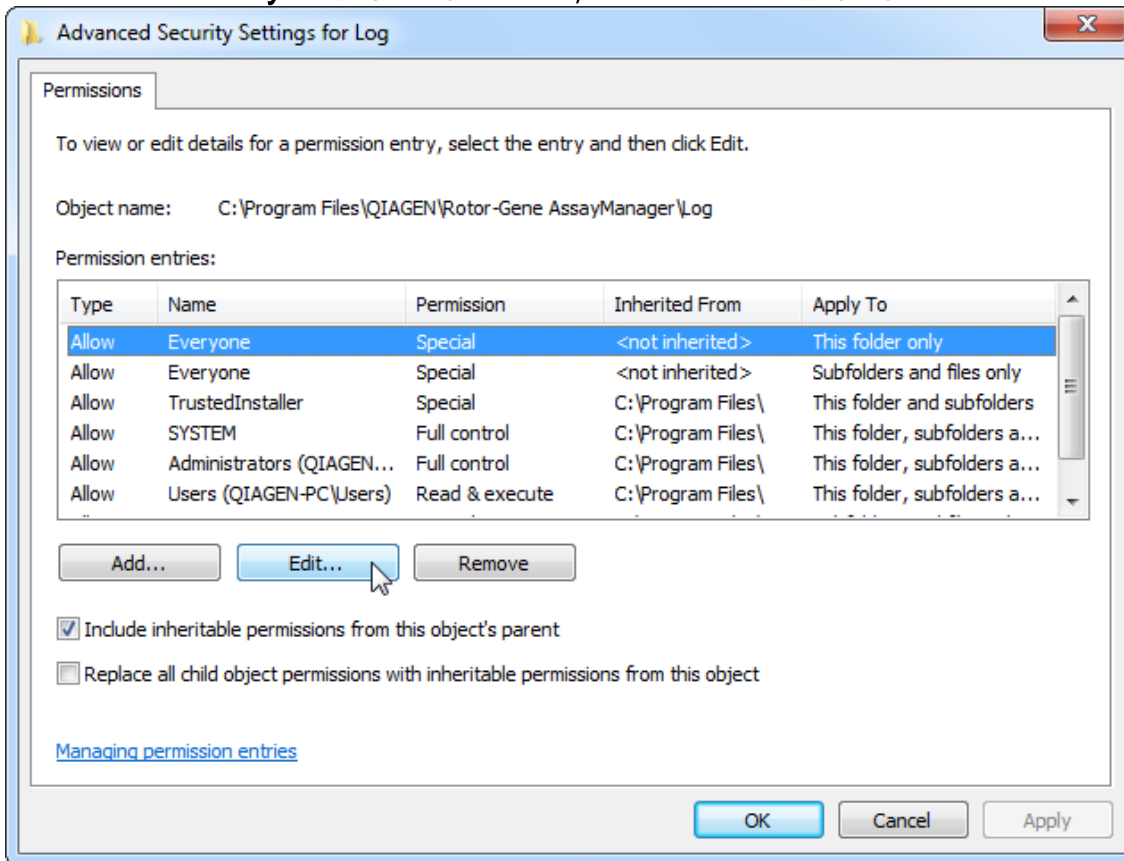 Advanced Security Settings for Log
Permissions
To view or edit details for a permission entry, select the entry and then click Edit.
Object name: C:\Program Files\QIAGEN\Rotor-Gene AssayManager\Log
Permission entries:
Type Name Permission Inherited From Apply To
Allow Everyone Special <not inherited> This folder only
Allow Everyone Special <not inherited> Subfolders and files only
Allow TrustedInstaller Special C:\Program Files\ This folder and subfolders
Allow SYSTEM Full control C:\Program Files\ This folder, subfolders a...
Allow Administrators (QIAGEN... Full control C:\Program Files\ This folder, subfolders a...
Allow Users (QIAGEN-PC\Users) Read & execute C:\Program Files\ This folder, subfolders a...
Add... Edit... Remove
Include inheritable permissions from this object's parent
Replace all child object permissions with inheritable permissions from this object
Managing permission entries
OK Cancel Apply